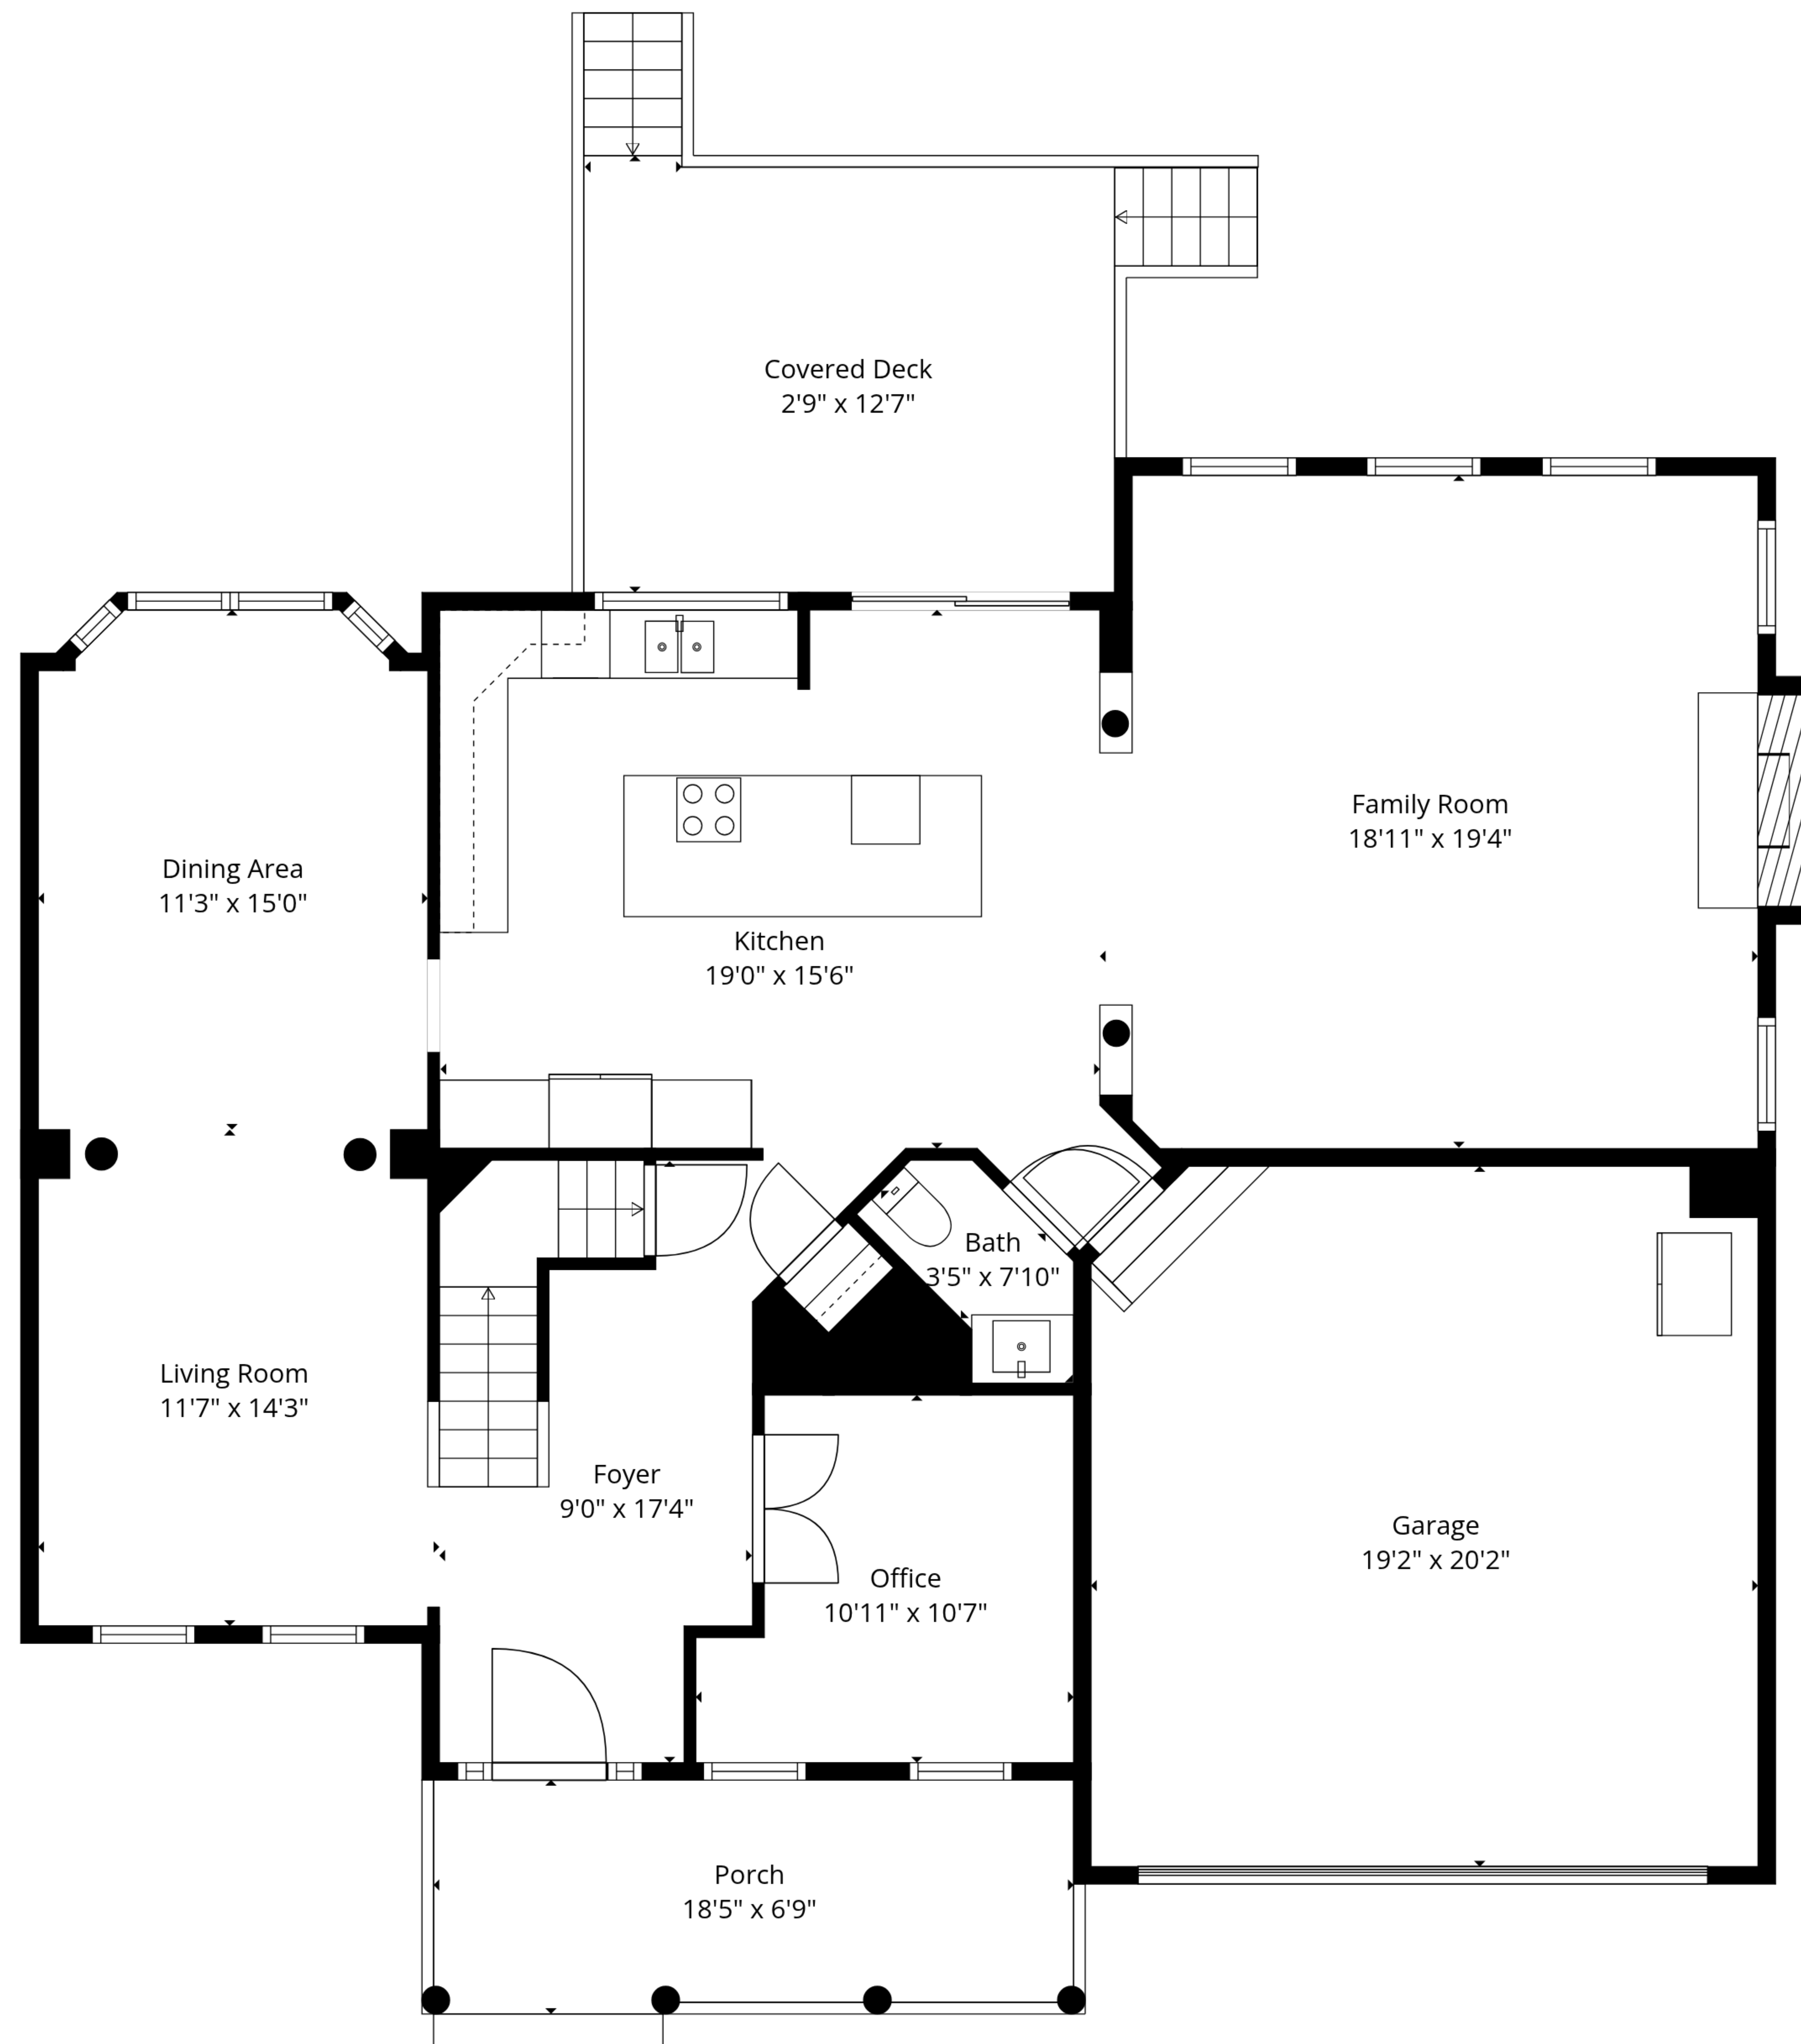 Covered Deck
2'9" x 12'7"
Family Room
18'11" x 19'4"
Dining Area
11'3" x 15'0"
Kitchen
19'0" x 15'6"
Bath
3'5" x 7'10"
Living Room
11'7" x 14'3"
Foyer
9'0" x 17'4"
Office
10'11" x 10'7"
Garage
19'2" x 20'2"
Porch
18'5" x 6'9"